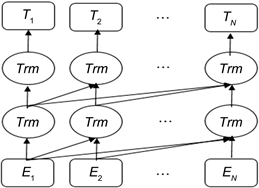 T1 T2 ... TN
Trm Trm ... Trm
Trm Trm ... Trm
E1 E2 ... EN